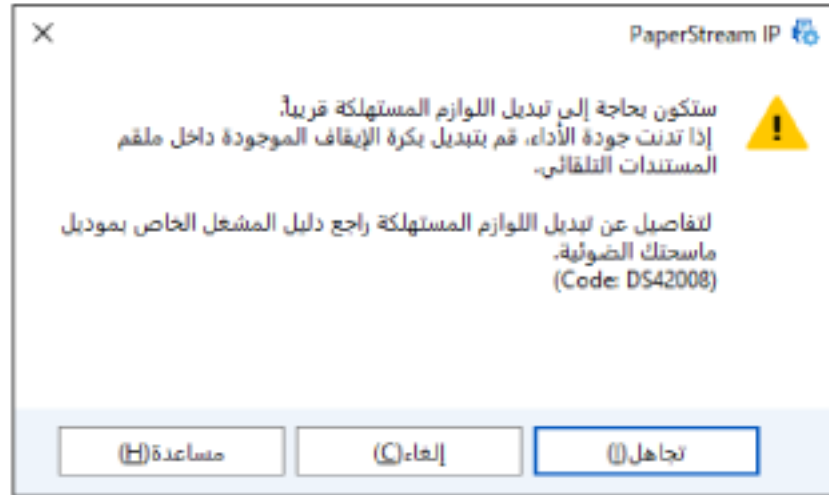 PaperStream IP
ستكون بحاجة إلى تبديل اللوازم المستهلكة قريباً.
إذا تدنت جودة الأداء، قم بتبديل بكرة الإيقاف الموجودة داخل ملقم
المستندات التلقائي.
لتفاصيل عن تبديل اللوازم المستهلكة راجع دليل المشغل الخاص بموديل
ماسحتك الضوئية.
(Code: DS42008)
تجاهل(I)
إلغاء(C)
مساعدة(H)